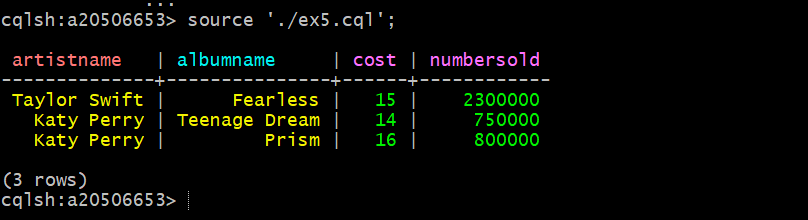 ...
cqlsh:a20506653> source './ex5.cql';
artistname | albumname | cost | numbersold
--------------+---------------+------+------------
Taylor Swift | Fearless | 15 | 2300000
Katy Perry | Teenage Dream | 14 | 750000
Katy Perry | Prism | 16 | 800000
(3 rows)
cqlsh:a20506653>